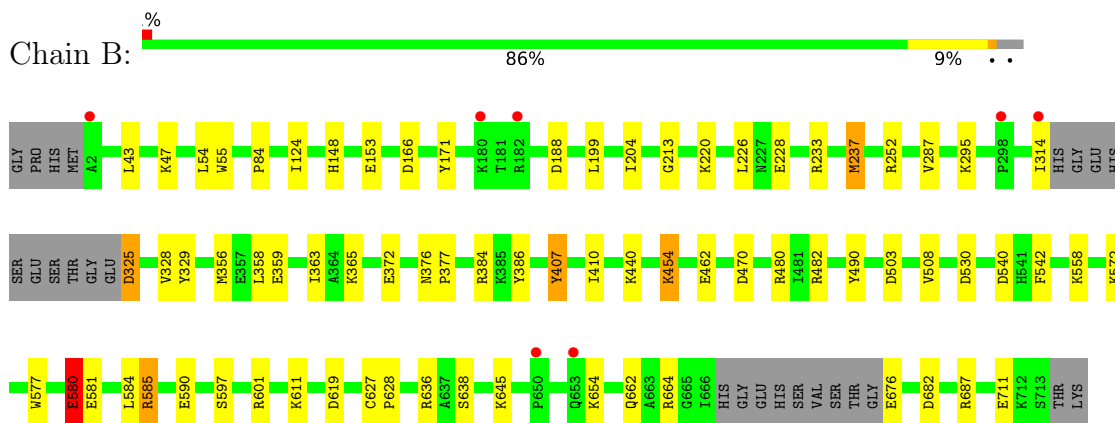 %
Chain B:
86% 9% • •
GLY PRO HIS MET A2 L43 K47 L54 W55 P84 I124 H148 E153 D166 Y171 K180 T181 R182 D188 L199 I204 G213 K220 L226 N227 E228 R233 M237 R252 V287 K295 P298 I314 HIS GLY GLU HIS
SER GLU SER THR GLY GLU D325 V328 Y329 M356 E357 L358 E359 I363 A364 K365 E372 N376 P377 R384 K385 Y386 Y407 I410 K440 K454 E462 D470 R480 I481 R482 Y490 D503 V508 D530 D540 H541 F542 K558
W577 E580 E581 L584 R585 E590 S597 R601 K611 D619 C627 P628 R636 A637 S638 K645 P650 Q653 K654 Q662 A663 R664 G665 I666 HIS GLY GLU HIS SER VAL SER THR GLY E676 D682 R687 E711 K712 S713 THR LYS